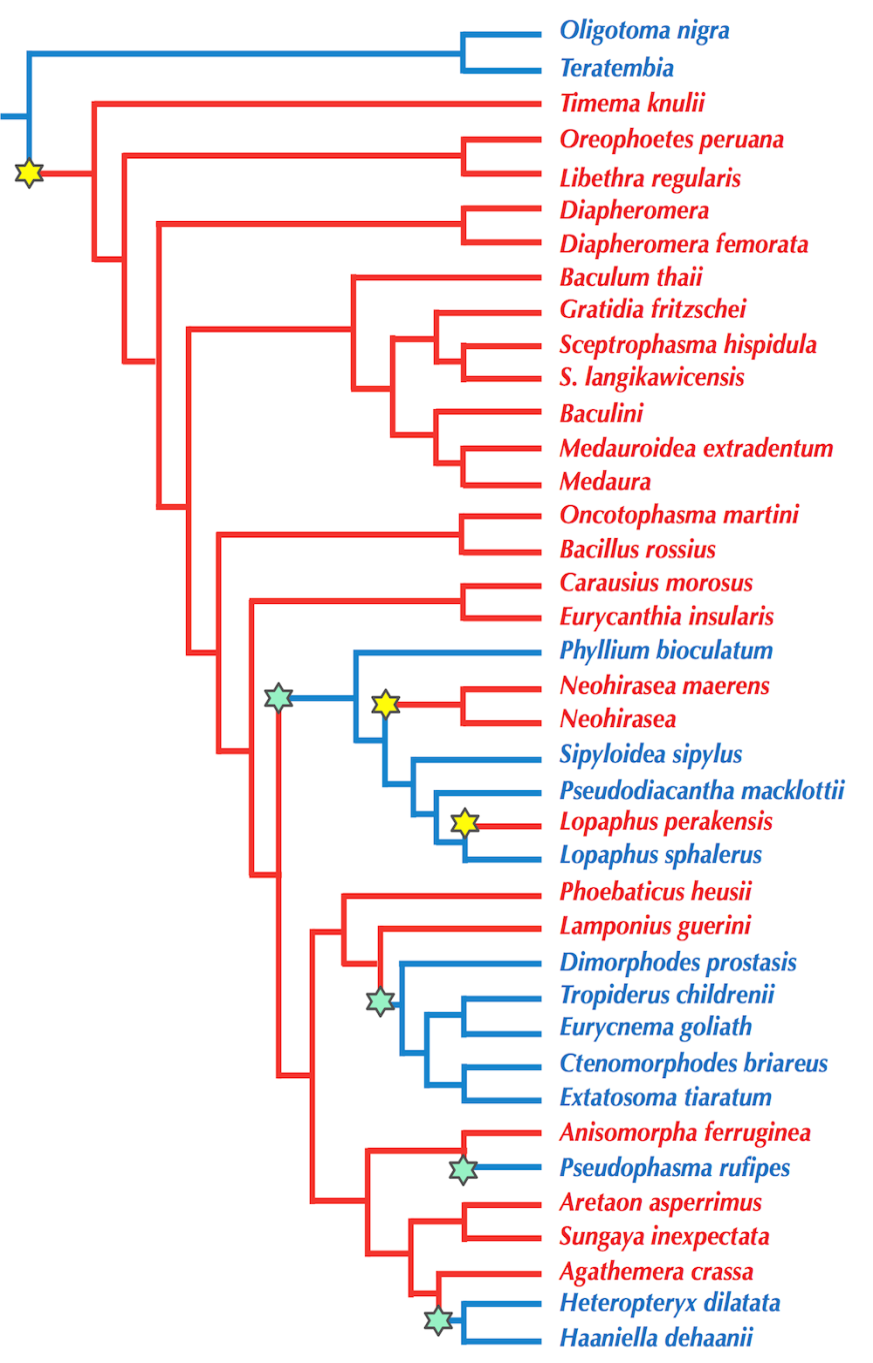 Oligotoma nigra
Teratembia
Timema knulii
Oreophoetes peruana
Libethra regularis
Diapheromera
Diapheromera femorata
Baculum thaii
Gratidia fritzschei
Sceptrophasma hispidula
S. langikawicensis
Baculini
Medauroidea extradentum
Medaura
Oncotophasma martini
Bacillus rossius
Carausius morosus
Eurycanthia insularis
Phyllium bioculatum
Neohirasea maerens
Neohirasea
Sipyloidea sipylus
Pseudodiacantha macklottii
Lopaphus perakensis
Lopaphus sphalerus
Phoebaticus heusii
Lamponius guerini
Dimorphodes prostasis
Tropiderus childrenii
Eurycnema goliath
Ctenomorphodes briareus
Extatosoma tiaratum
Anisomorpha ferruginea
Pseudophasma rufipes
Aretaon asperrimus
Sungaya inexpectata
Agathemera crassa
Heteropteryx dilatata
Haaniella dehaanii